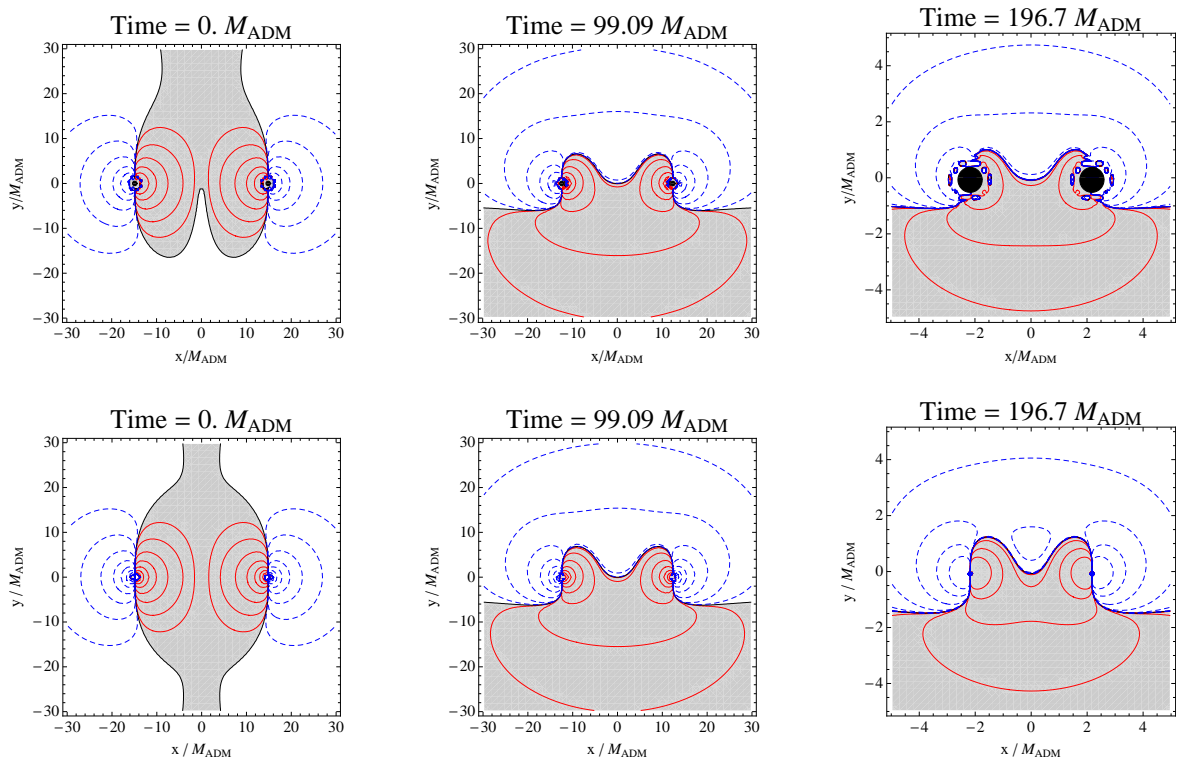 Time = 0. M_ADM
30
20
10
0
−10
−20
−30
y/M_ADM
−30 −20 −10 0 10 20 30
x/M_ADM
Time = 99.09 M_ADM
30
20
10
0
−10
−20
−30
y/M_ADM
−30 −20 −10 0 10 20 30
x/M_ADM
Time = 196.7 M_ADM
4
2
0
−2
−4
y/M_ADM
−4 −2 0 2 4
x/M_ADM
Time = 0. M_ADM
30
20
10
0
−10
−20
−30
y / M_ADM
−30 −20 −10 0 10 20 30
x / M_ADM
Time = 99.09 M_ADM
30
20
10
0
−10
−20
−30
y / M_ADM
−30 −20 −10 0 10 20 30
x / M_ADM
Time = 196.7 M_ADM
4
2
0
−2
−4
y / M_ADM
−4 −2 0 2 4
x / M_ADM